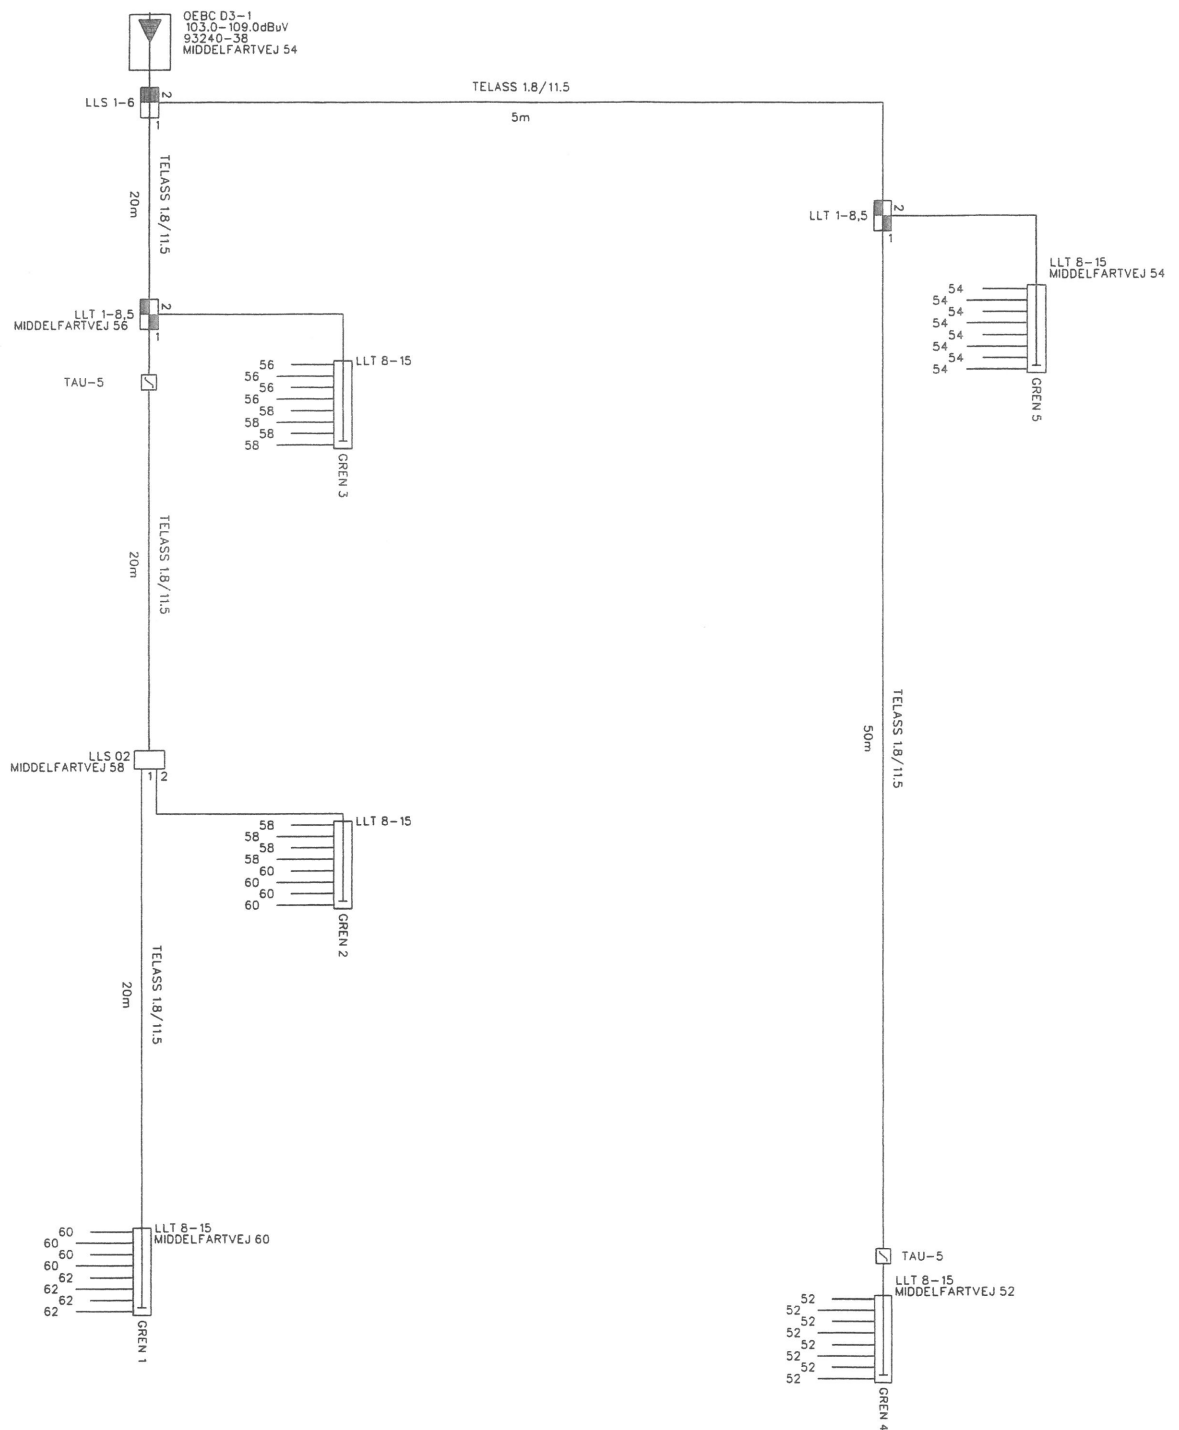 OEBC D3-1
103.0-109.0dBuV
93240-38
MIDDELFARTVEJ 54
LLS 1-6
2
1
TELASS 1.8/11.5
5m
TELASS 1.8/11.5
20m
LLT 1-8,5
2
1
LLT 8-15
MIDDELFARTVEJ 54
54
54
54
54
54
54
54
54
GREN 5
LLT 1-8,5
MIDDELFARTVEJ 56
2
1
TAU-5
LLT 8-15
56
56
56
56
58
58
58
58
GREN 3
TELASS 1.8/11.5
20m
TELASS 1.8/11.5
50m
LLS 02
MIDDELFARTVEJ 58
1
2
LLT 8-15
58
58
58
58
60
60
60
60
GREN 2
TELASS 1.8/11.5
20m
LLT 8-15
MIDDELFARTVEJ 60
60
60
60
60
62
62
62
62
GREN 1
TAU-5
LLT 8-15
MIDDELFARTVEJ 52
52
52
52
52
52
52
52
52
GREN 4